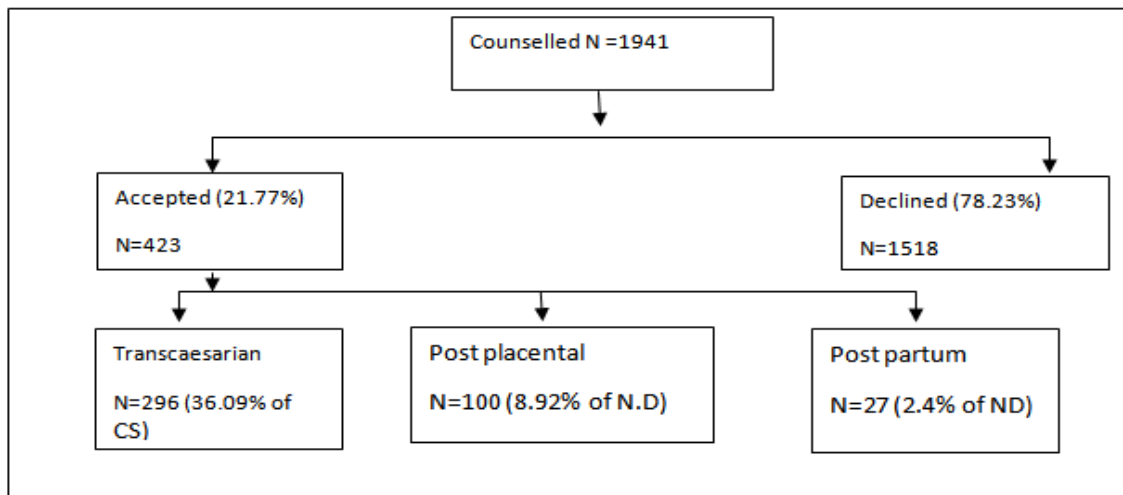 Counselled N =1941
Accepted (21.77%)
N=423
Declined (78.23%)
N=1518
Transcaesarian
N=296 (36.09% of
CS)
Post placental
N=100 (8.92% of N.D)
Post partum
N=27 (2.4% of ND)